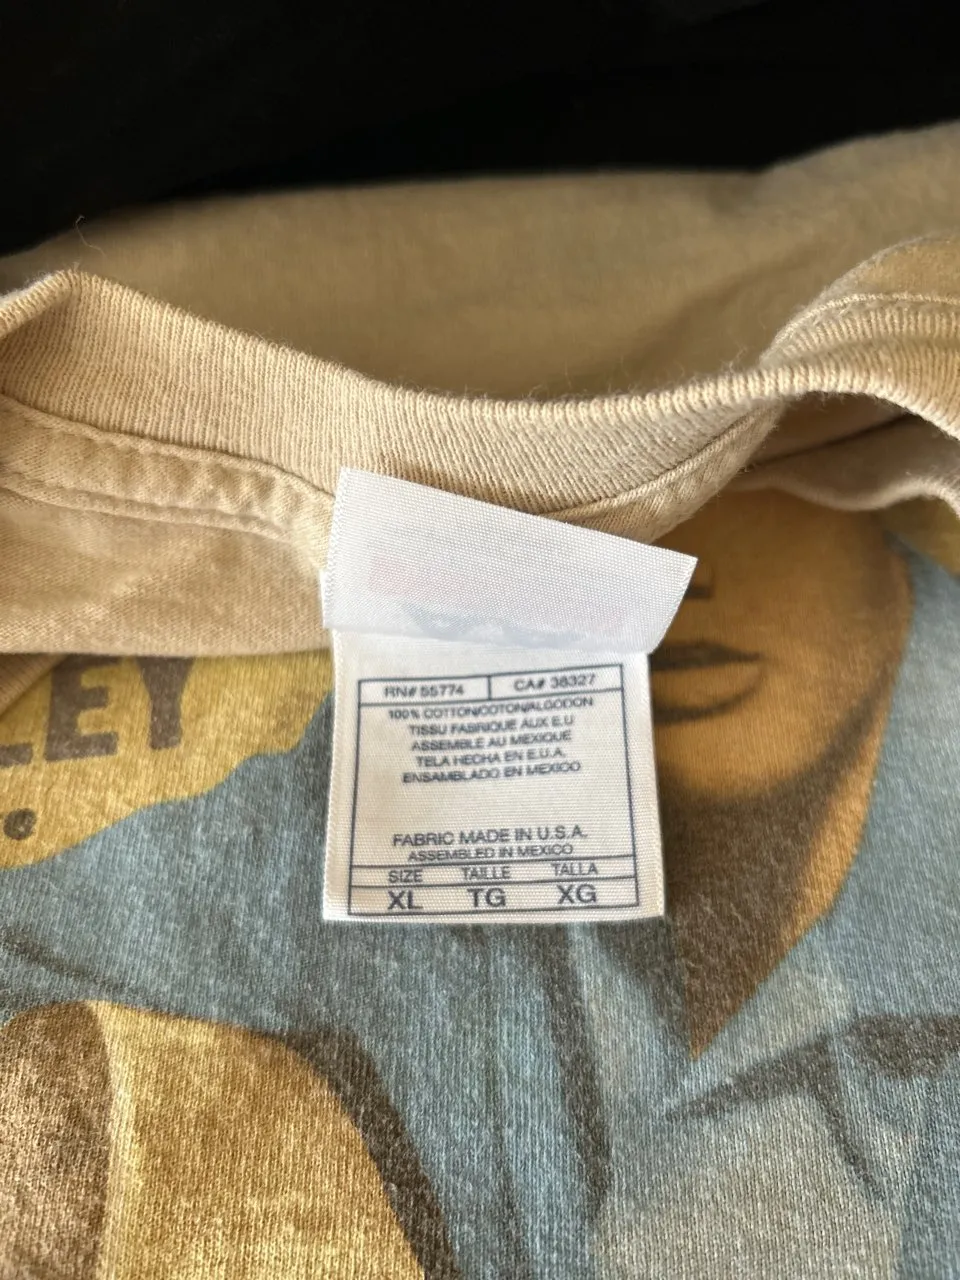 LEY
RN# 55774 CA# 38327
100% COTTON/COTON/ALGODON
TISSU FABRIQUE AUX E.U
ASSEMBLE AU MEXIQUE
TELA HECHA EN E.U.A.
ENSAMBLADO EN MEXICO
FABRIC MADE IN U.S.A.
ASSEMBLED IN MEXICO
SIZE TAILLE TALLA
XL TG XG